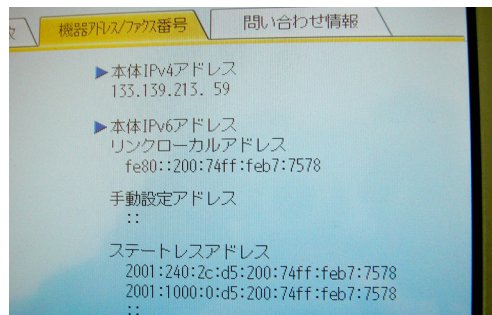 機器ｱﾄﾞﾚｽ/ﾌｧｸｽ番号
問い合わせ情報
▶本体IPv4アドレス
133.139.213. 59
▶本体IPv6アドレス
リンクローカルアドレス
fe80::200:74ff:feb7:7578
手動設定アドレス
::
ステートレスアドレス
2001:240:2c:d5:200:74ff:feb7:7578
2001:1000:0:d5:200:74ff:feb7:7578
::